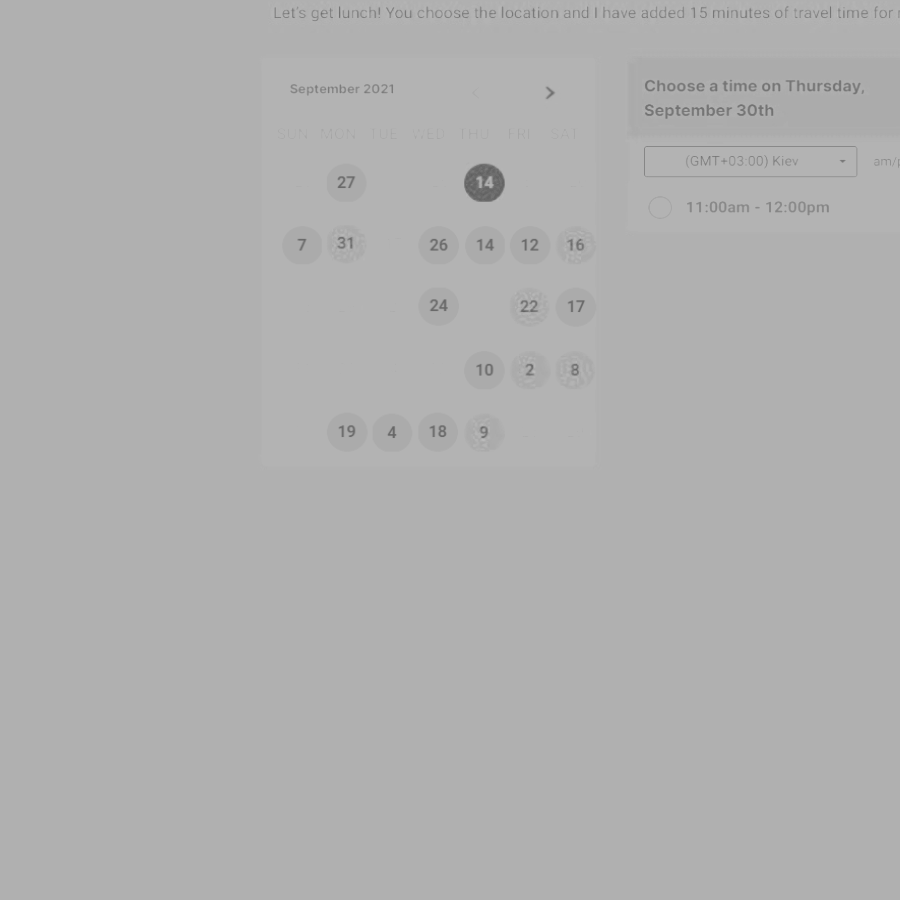 Let's get lunch! You choose the location and I have added 15 minutes of travel time for
September 2021
SUN MON TUE WED THU FRI SAT
27 14
7 31 26 14 12 16
24 22 17
10 2 8
19 4 18 9
Choose a time on Thursday,
September 30th
(GMT+03:00) Kiev am/
11:00am - 12:00pm